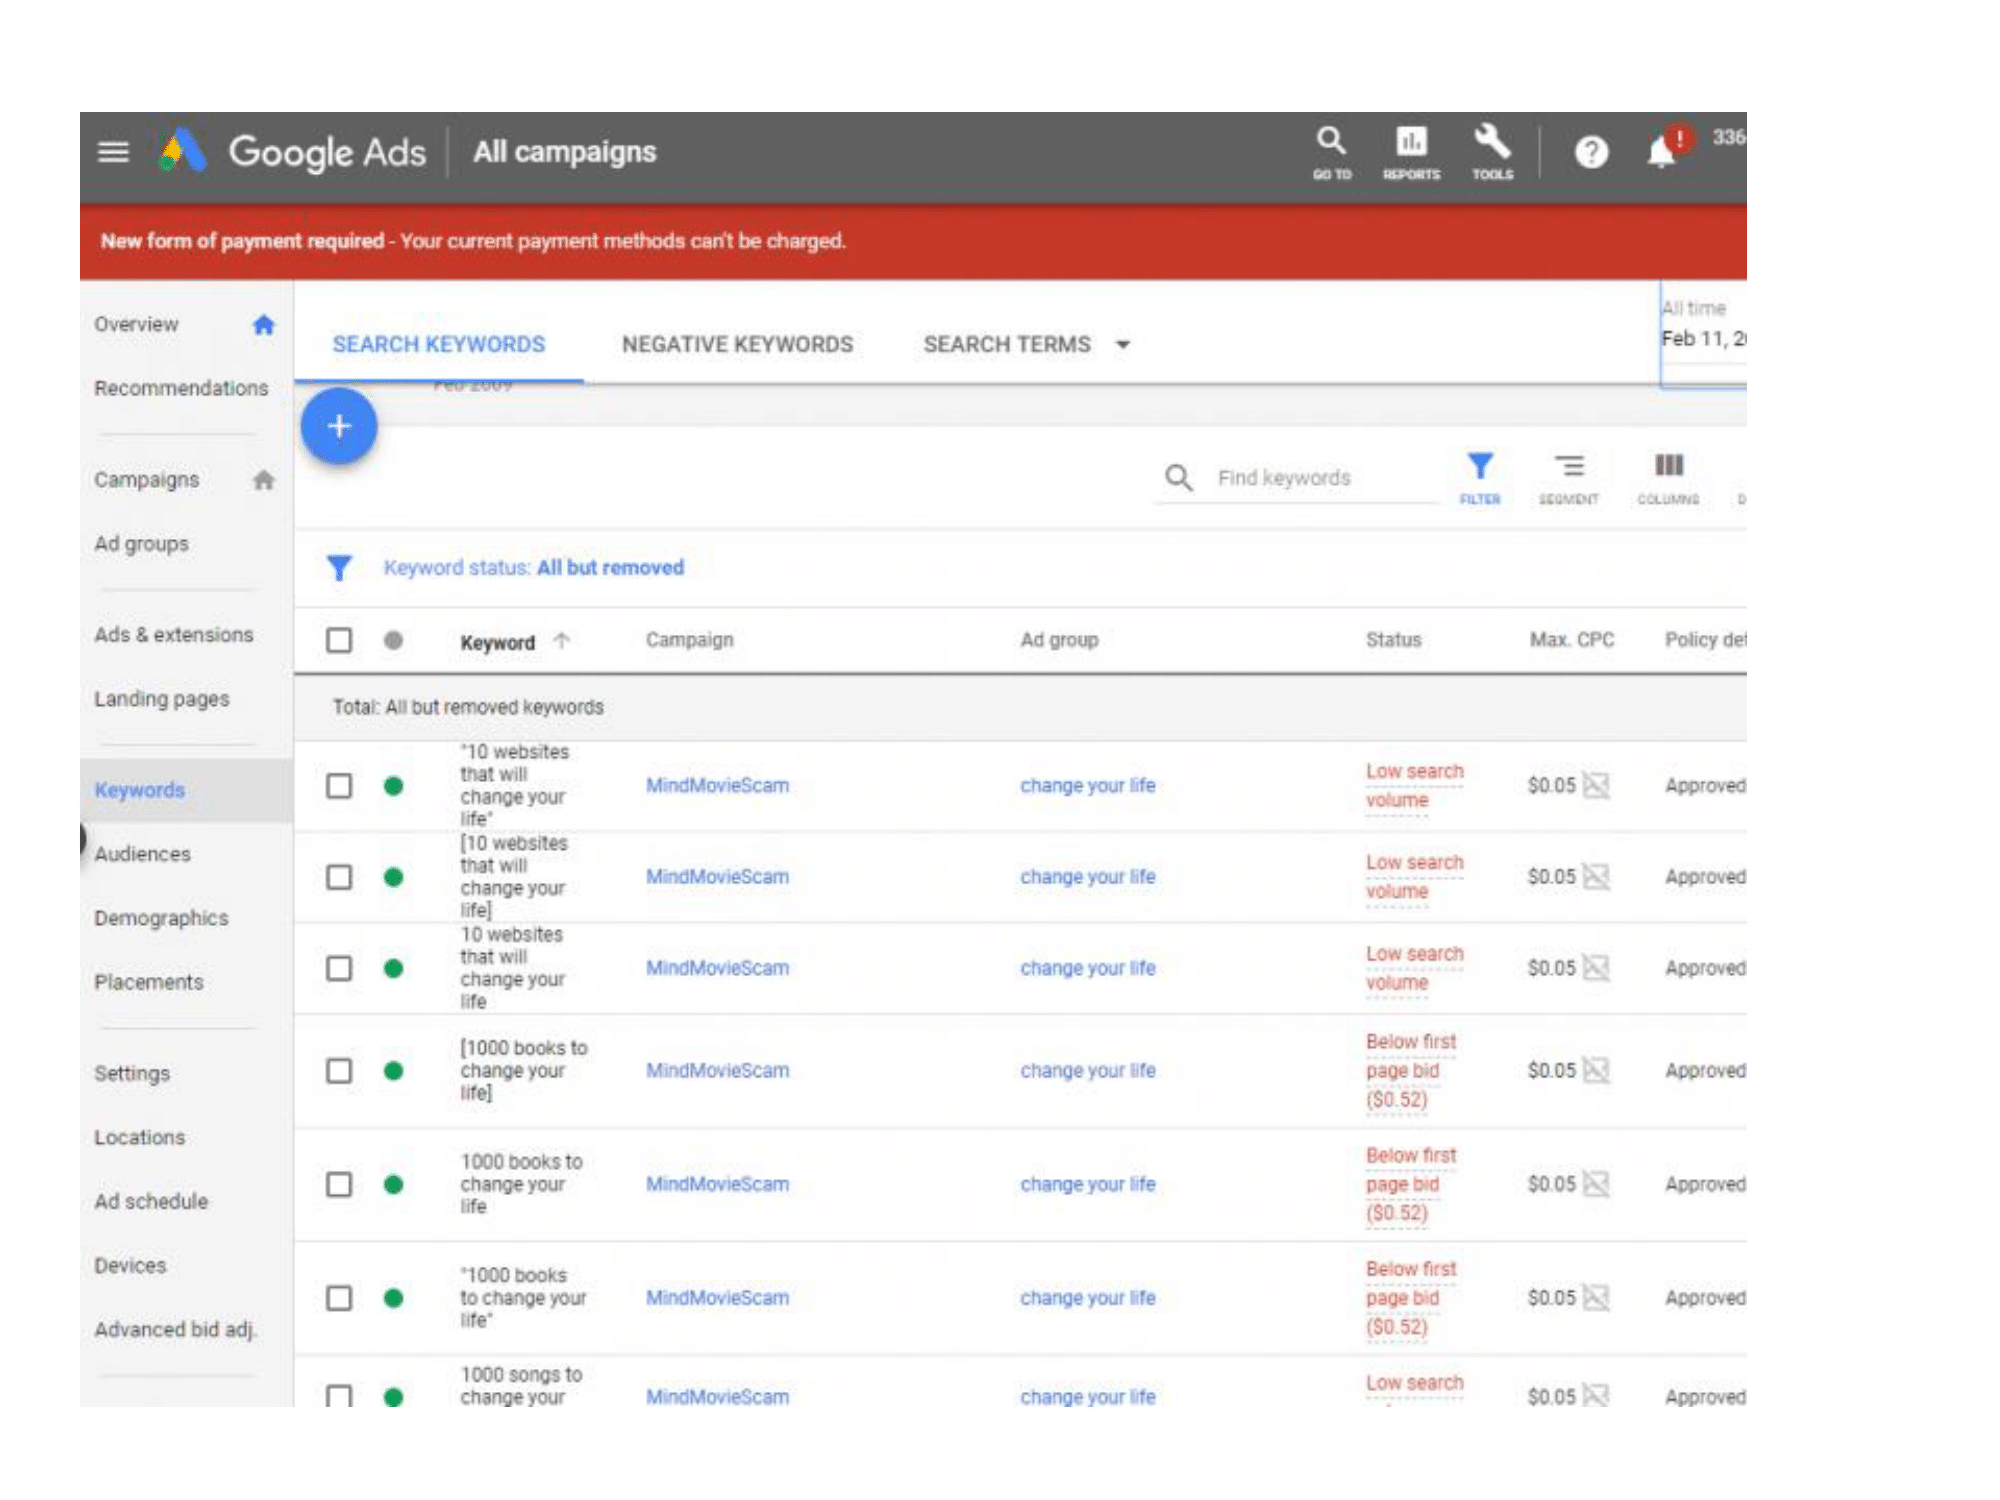 Google Ads All campaigns
GO TO REPORTS TOOLS ? ! 336
New form of payment required - Your current payment methods can't be charged.
Overview
Recommendations
Campaigns
Ad groups
Ads & extensions
Landing pages
Keywords
Audiences
Demographics
Placements
Settings
Locations
Ad schedule
Devices
Advanced bid adj.
SEARCH KEYWORDS NEGATIVE KEYWORDS SEARCH TERMS
All time
Feb 11, 2
Feb 2009
Find keywords
FILTER SEGMENT COLUMNS D
Keyword status: All but removed
Keyword Campaign Ad group Status Max. CPC Policy det
Total: All but removed keywords
"10 websites
that will
change your
life"
MindMovieScam
change your life
Low search
volume
$0.05
Approved
[10 websites
that will
change your
life]
MindMovieScam
change your life
Low search
volume
$0.05
Approved
10 websites
that will
change your
life
MindMovieScam
change your life
Low search
volume
$0.05
Approved
[1000 books to
change your
life]
MindMovieScam
change your life
Below first
page bid
($0.52)
$0.05
Approved
1000 books to
change your
life
MindMovieScam
change your life
Below first
page bid
($0.52)
$0.05
Approved
"1000 books
to change your
life"
MindMovieScam
change your life
Below first
page bid
($0.52)
$0.05
Approved
1000 songs to
change your
MindMovieScam
change your life
Low search
$0.05
Approved